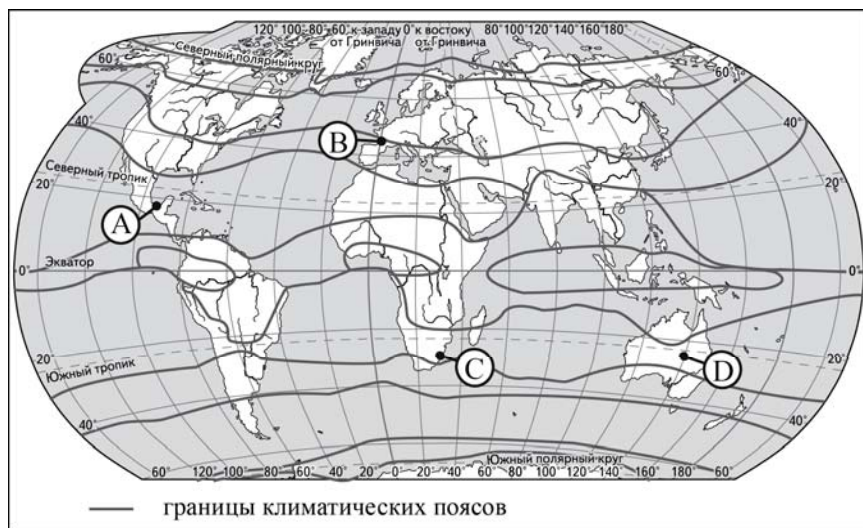 120°100°-80°-60° к западу 0° к востоку 20° 40° 60° 80° 100°120°140°160°180°
от Гринвича от Гринвича
Северный полярный круг
60° 60°
40° 40°
B
Северный тропик
20° 20°
A
Экватор
0° 0°
20° 20°
C D
Южный тропик
40° 40°
Южный полярный круг
60° 120° 100° 80° 60° 40° 20° 0° 20° 40° 60° 80° 100° 120° 140° 160° 180° 60°
границы климатических поясов